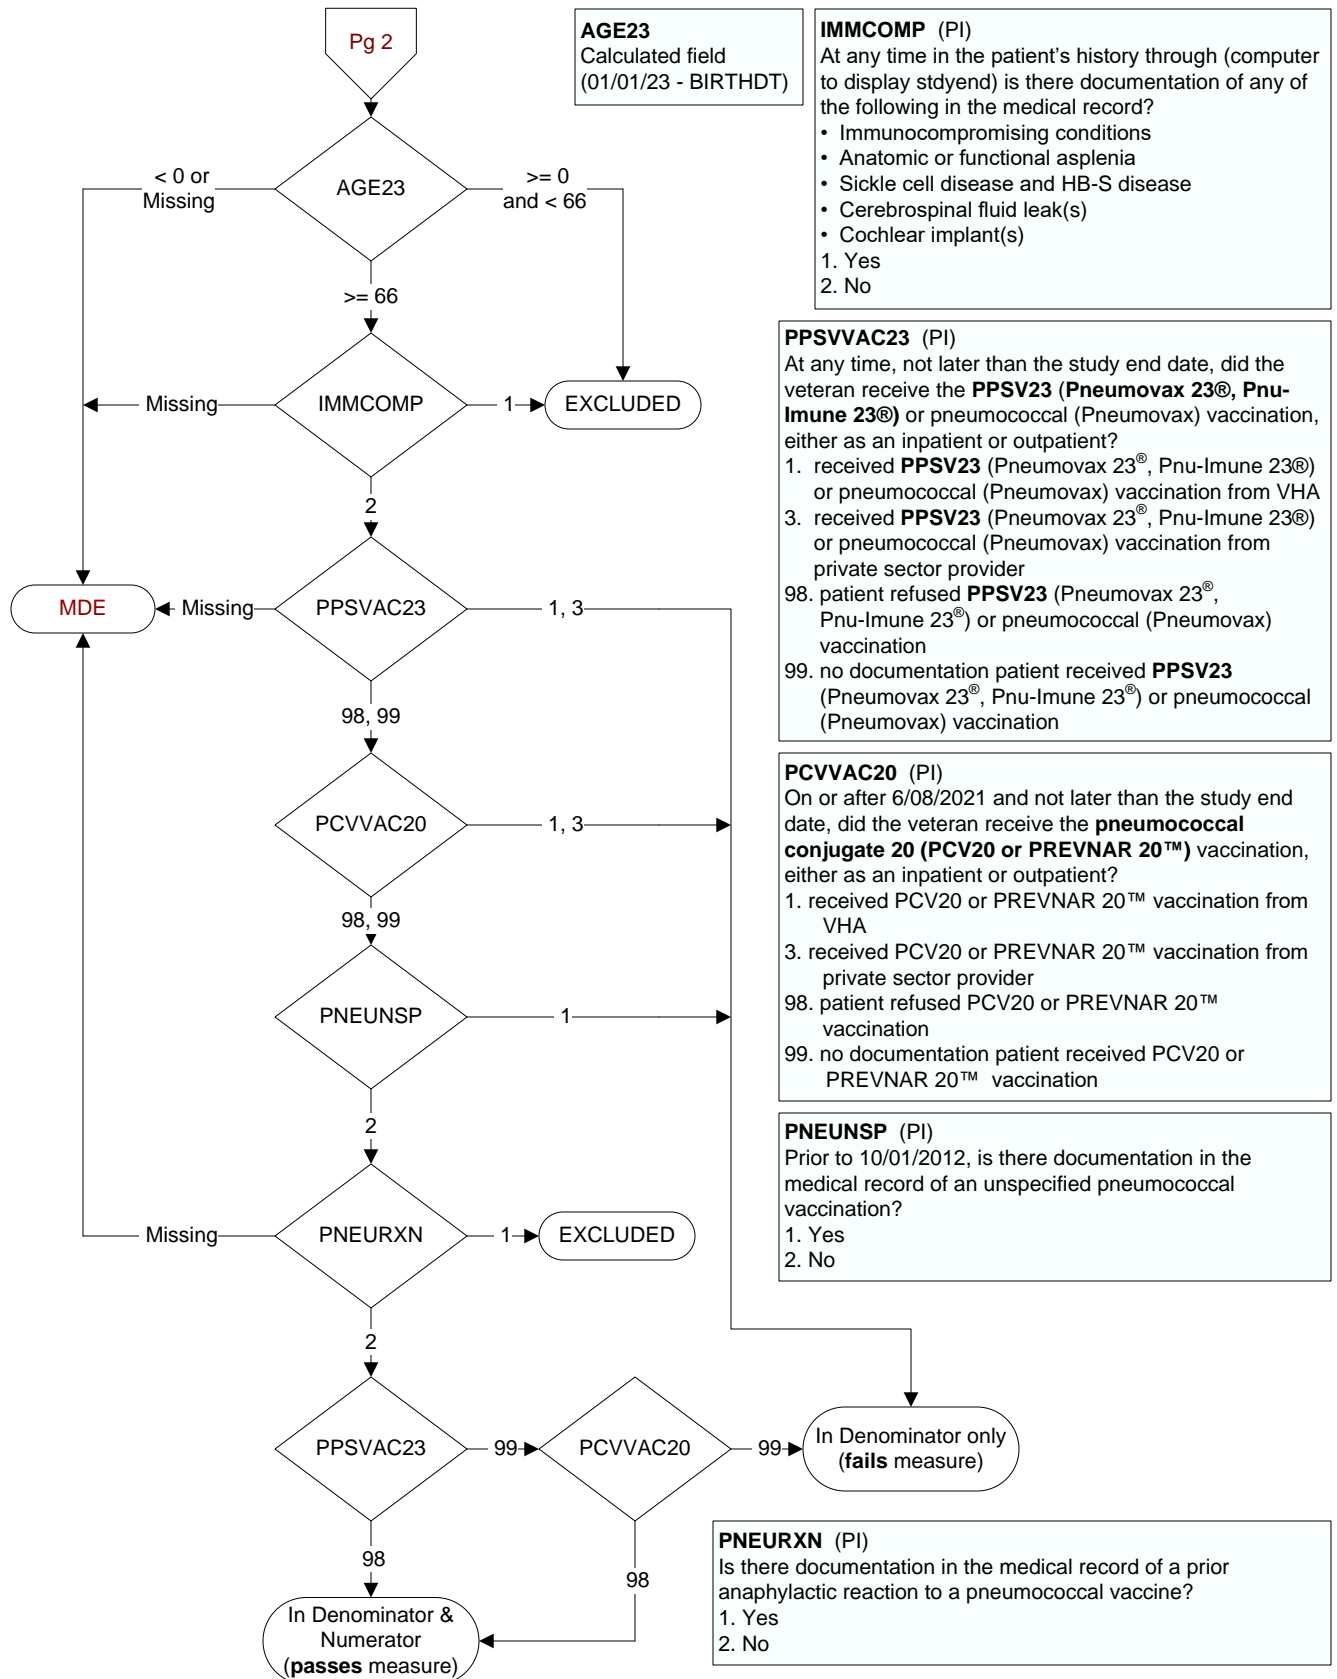 Pg 2
AGE23
Calculated field
(01/01/23 - BIRTHDT)
IMMCOMP (PI)
At any time in the patient's history through (computer
to display stdyend) is there documentation of any of
the following in the medical record?
• Immunocompromising conditions
• Anatomic or functional asplenia
• Sickle cell disease and HB-S disease
• Cerebrospinal fluid leak(s)
• Cochlear implant(s)
1. Yes
2. No
< 0 or
Missing
AGE23
>= 0
and < 66
>= 66
Missing
IMMCOMP
1
EXCLUDED
2
PPSVVAC23 (PI)
At any time, not later than the study end date, did the
veteran receive the PPSV23 (Pneumovax 23®, Pnu-
Imune 23®) or pneumococcal (Pneumovax) vaccination,
either as an inpatient or outpatient?
1. received PPSV23 (Pneumovax 23®, Pnu-Imune 23®)
or pneumococcal (Pneumovax) vaccination from VHA
3. received PPSV23 (Pneumovax 23®, Pnu-Imune 23®)
or pneumococcal (Pneumovax) vaccination from
private sector provider
98. patient refused PPSV23 (Pneumovax 23®,
Pnu-Imune 23®) or pneumococcal (Pneumovax)
vaccination
99. no documentation patient received PPSV23
(Pneumovax 23®, Pnu-Imune 23®) or pneumococcal
(Pneumovax) vaccination
MDE
Missing
PPSVAC23
1, 3
98, 99
PCVVAC20
1, 3
98, 99
PCVVAC20 (PI)
On or after 6/08/2021 and not later than the study end
date, did the veteran receive the pneumococcal
conjugate 20 (PCV20 or PREVNAR 20™) vaccination,
either as an inpatient or outpatient?
1. received PCV20 or PREVNAR 20™ vaccination from
VHA
3. received PCV20 or PREVNAR 20™ vaccination from
private sector provider
98. patient refused PCV20 or PREVNAR 20™
vaccination
99. no documentation patient received PCV20 or
PREVNAR 20™ vaccination
PNEUNSP
1
2
PNEUNSP (PI)
Prior to 10/01/2012, is there documentation in the
medical record of an unspecified pneumococcal
vaccination?
1. Yes
2. No
Missing
PNEURXN
1
EXCLUDED
2
PPSVAC23
99
PCVVAC20
99
In Denominator only
(fails measure)
98
98
In Denominator &
Numerator
(passes measure)
PNEURXN (PI)
Is there documentation in the medical record of a prior
anaphylactic reaction to a pneumococcal vaccine?
1. Yes
2. No